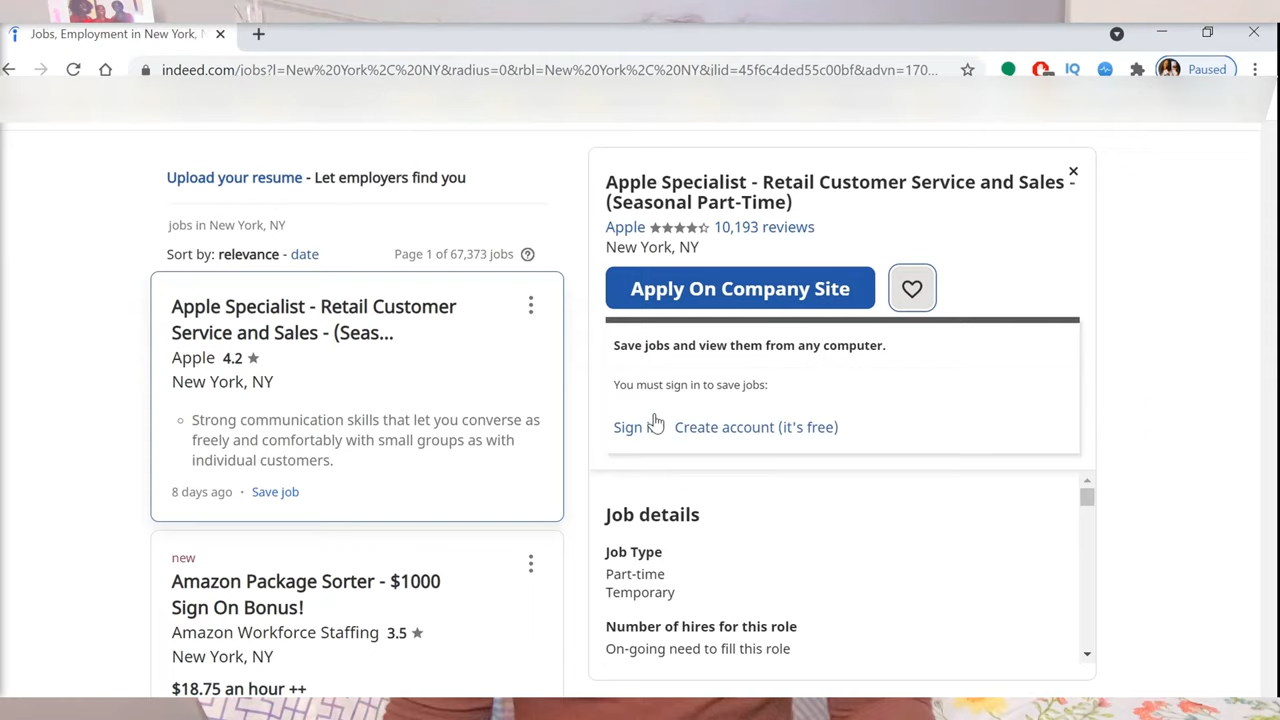 Jobs, Employment in New York, N
indeed.com/jobs?l=New%20York%2C%20NY&radius=0&rbl=New%20York%2C%20NY&jlid=45f6c4ded55c00bf&advn=170...
IQ
Paused
Upload your resume - Let employers find you
jobs in New York, NY
Sort by: relevance - date
Page 1 of 67,373 jobs
Apple Specialist - Retail Customer
Service and Sales - (Seas...
Apple 4.2
New York, NY
Strong communication skills that let you converse as
freely and comfortably with small groups as with
individual customers.
8 days ago · Save job
new
Amazon Package Sorter - $1000
Sign On Bonus!
Amazon Workforce Staffing 3.5
New York, NY
$18.75 an hour ++
Apple Specialist - Retail Customer Service and Sales -
(Seasonal Part-Time)
Apple 10,193 reviews
New York, NY
Apply On Company Site
Save jobs and view them from any computer.
You must sign in to save jobs:
Sign Create account (it's free)
Job details
Job Type
Part-time
Temporary
Number of hires for this role
On-going need to fill this role